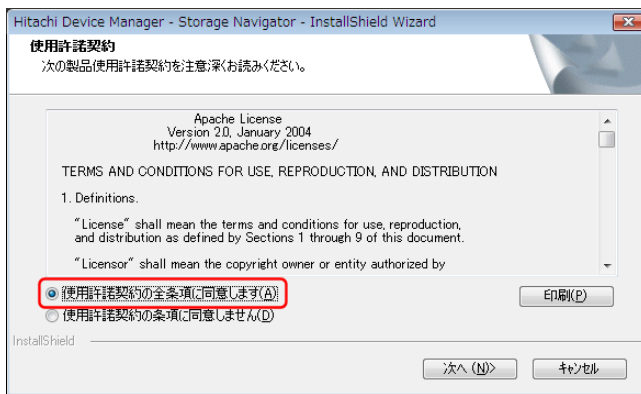 Hitachi Device Manager - Storage Navigator - InstallShield Wizard
使用許諾契約
次の製品使用許諾契約を注意深くお読みください。
Apache License
Version 2.0, January 2004
http://www.apache.org/licenses/
TERMS AND CONDITIONS FOR USE, REPRODUCTION, AND DISTRIBUTION
1. Definitions.
"License" shall mean the terms and conditions for use, reproduction,
and distribution as defined by Sections 1 through 9 of this document.
"Licensor" shall mean the copyright owner or entity authorized by
使用許諾契約の全条項に同意します(A)
印刷(P)
使用許諾契約の条項に同意しません(D)
InstallShield
次へ (N)>
キャンセル